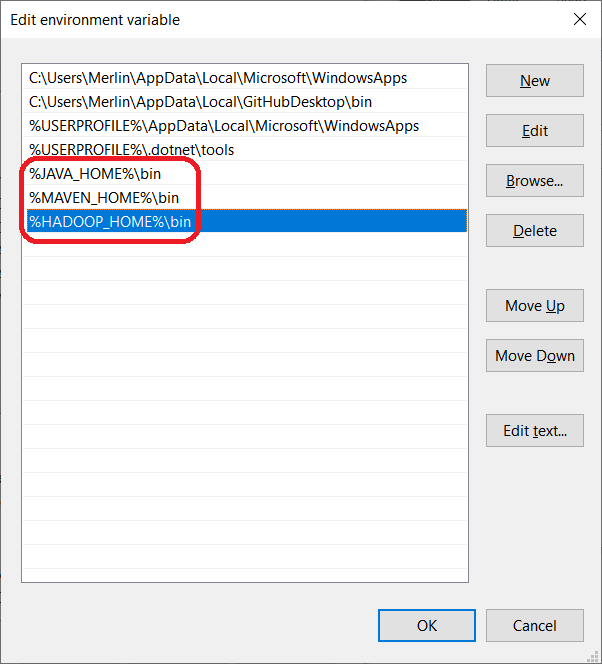 Edit environment variable
C:\Users\Merlin\AppData\Local\Microsoft\WindowsApps
C:\Users\Merlin\AppData\Local\GitHubDesktop\bin
%USERPROFILE%\AppData\Local\Microsoft\WindowsApps
%USERPROFILE%\.dotnet\tools
%JAVA_HOME%\bin
%MAVEN_HOME%\bin
%HADOOP_HOME%\bin
New
Edit
Browse...
Delete
Move Up
Move Down
Edit text...
OK
Cancel